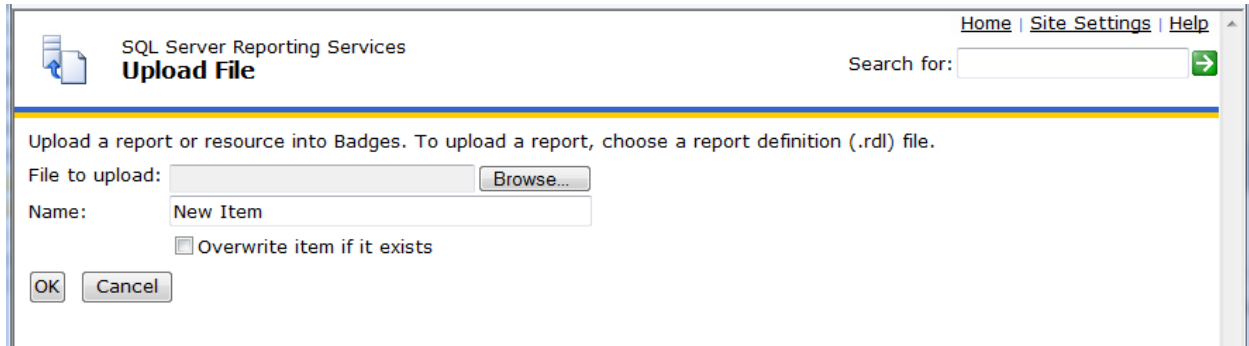 Home | Site Settings | Help
SQL Server Reporting Services
Upload File
Search for:
Upload a report or resource into Badges. To upload a report, choose a report definition (.rdl) file.
File to upload: Browse...
Name: New Item
Overwrite item if it exists
OK Cancel